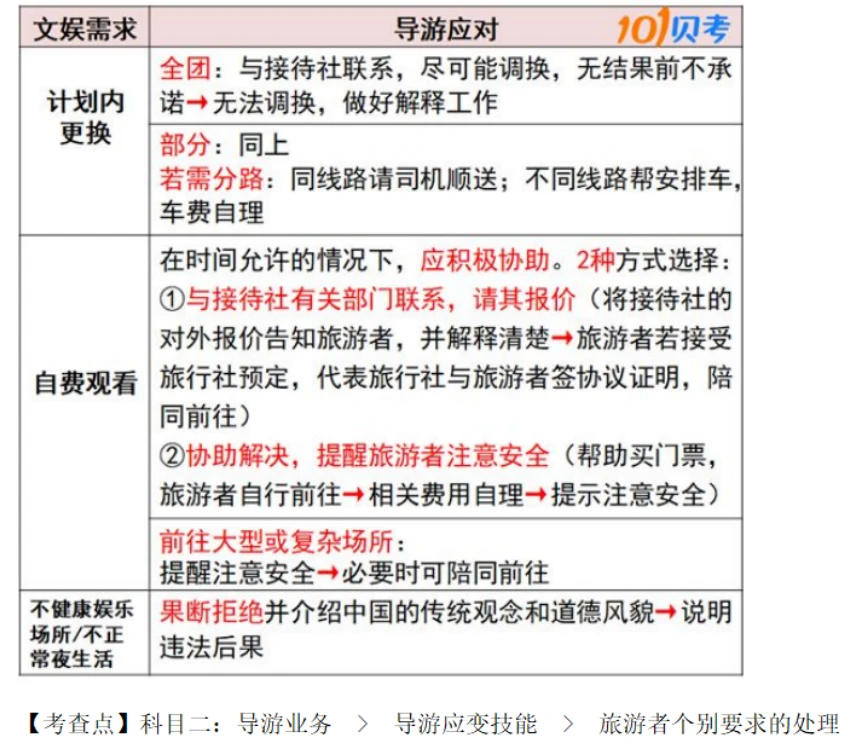 文娱需求 导游应对 101贝考
计划内
更换
全团：与接待社联系，尽可能调换，无结果前不承
诺→无法调换，做好解释工作
部分：同上
若需分路：同线路请司机顺送；不同线路帮安排车，
车费自理
自费观看
在时间允许的情况下，应积极协助。2种方式选择：
①与接待社有关部门联系，请其报价（将接待社的
对外报价告知旅游者，并解释清楚→旅游者若接受
旅行社预定，代表旅行社与旅游者签协议证明，陪
同前往）
②协助解决，提醒旅游者注意安全（帮助买门票，
旅游者自行前往→相关费用自理→提示注意安全）
前往大型或复杂场所：
提醒注意安全→必要时可陪同前往
不健康娱乐
场所/不正
常夜生活
果断拒绝并介绍中国的传统观念和道德风貌→说明
违法后果
【考查点】科目二：导游业务 > 导游应变技能 > 旅游者个别要求的处理